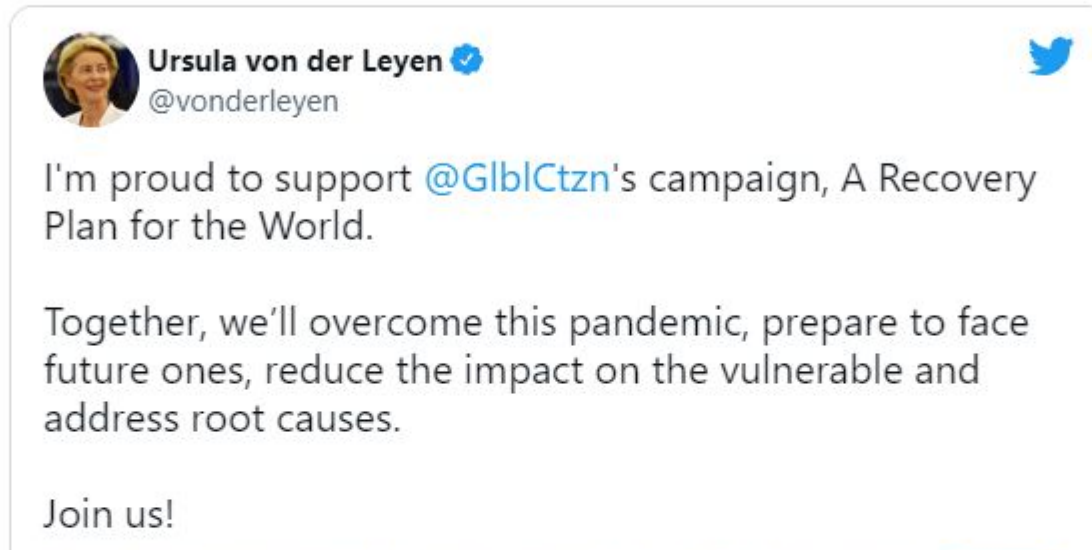 Ursula von der Leyen
@vonderleyen
I'm proud to support @GlblCtzn's campaign, A Recovery
Plan for the World.
Together, we’ll overcome this pandemic, prepare to face
future ones, reduce the impact on the vulnerable and
address root causes.
Join us!